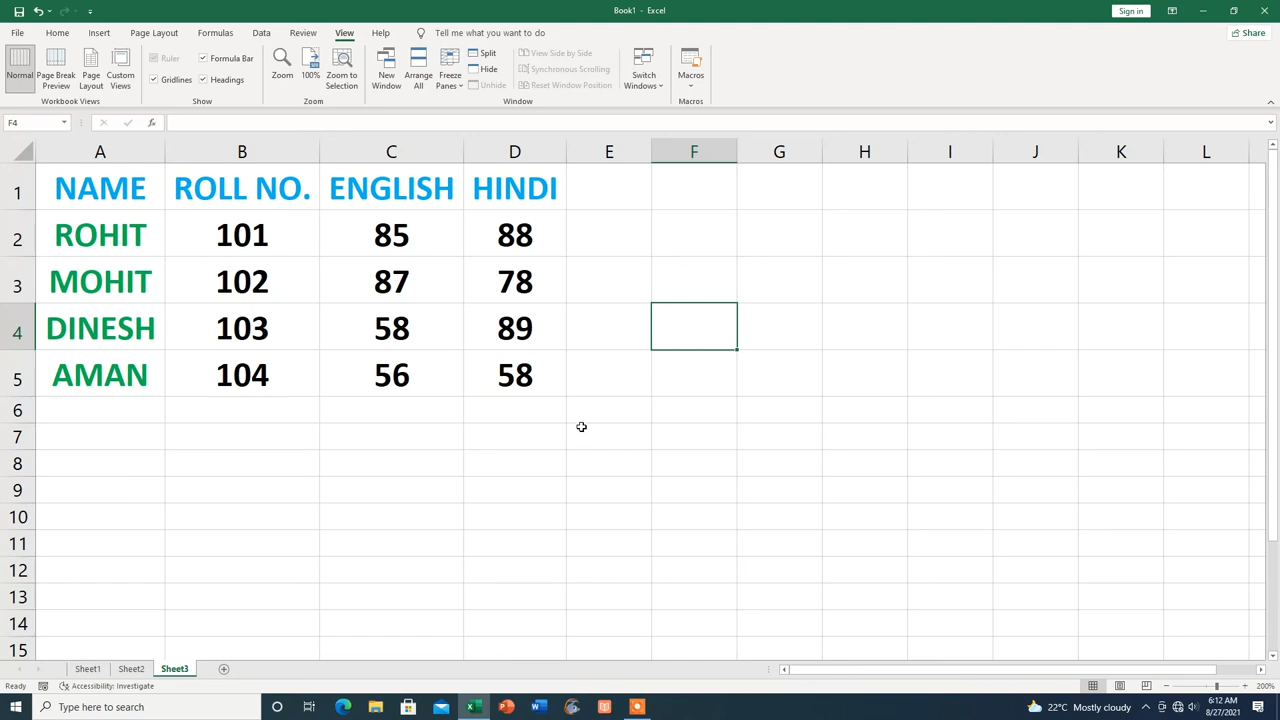 Book1 - Excel
Sign in
File Home Insert Page Layout Formulas Data Review View Help Tell me what you want to do
Share
Normal
Page Break Preview
Page Layout
Custom Views
Workbook Views
Ruler
Formula Bar
Gridlines
Headings
Show
Zoom
100%
Zoom to Selection
Zoom
New Window
Arrange All
Freeze Panes
Split
Hide
Unhide
View Side by Side
Synchronous Scrolling
Reset Window Position
Window
Switch Windows
Macros
Macros
F4
fx
A B C D E F G H I J K L
1 NAME ROLL NO. ENGLISH HINDI
2 ROHIT 101 85 88
3 MOHIT 102 87 78
4 DINESH 103 58 89
5 AMAN 104 56 58
6
7
8
9
10
11
12
13
14
15
Sheet1 Sheet2 Sheet3
Ready Accessibility: Investigate
200%
Type here to search
22°C Mostly cloudy
6:12 AM
8/27/2021